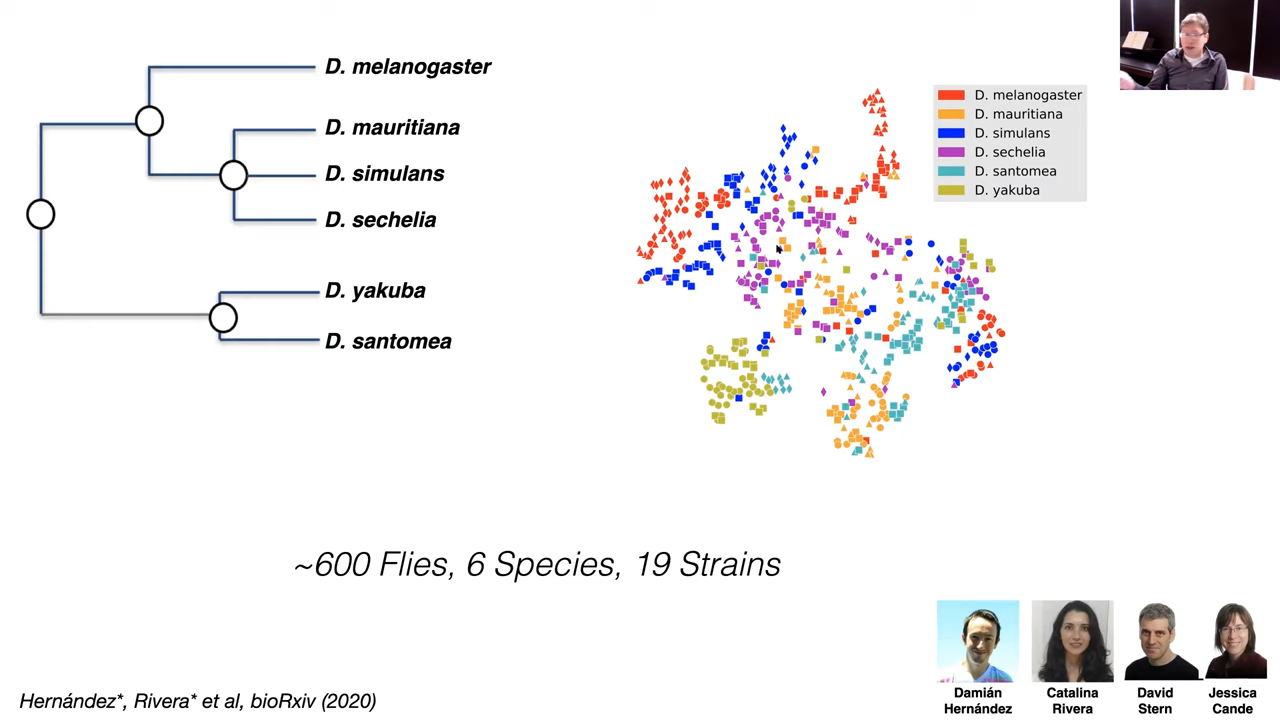 D. melanogaster
D. mauritiana
D. simulans
D. sechelia
D. yakuba
D. santomea
D. melanogaster
D. mauritiana
D. simulans
D. sechelia
D. santomea
D. yakuba
~600 Flies, 6 Species, 19 Strains
Damián
Hernández
Catalina
Rivera
David
Stern
Jessica
Cande
Hernández*, Rivera* et al, bioRxiv (2020)